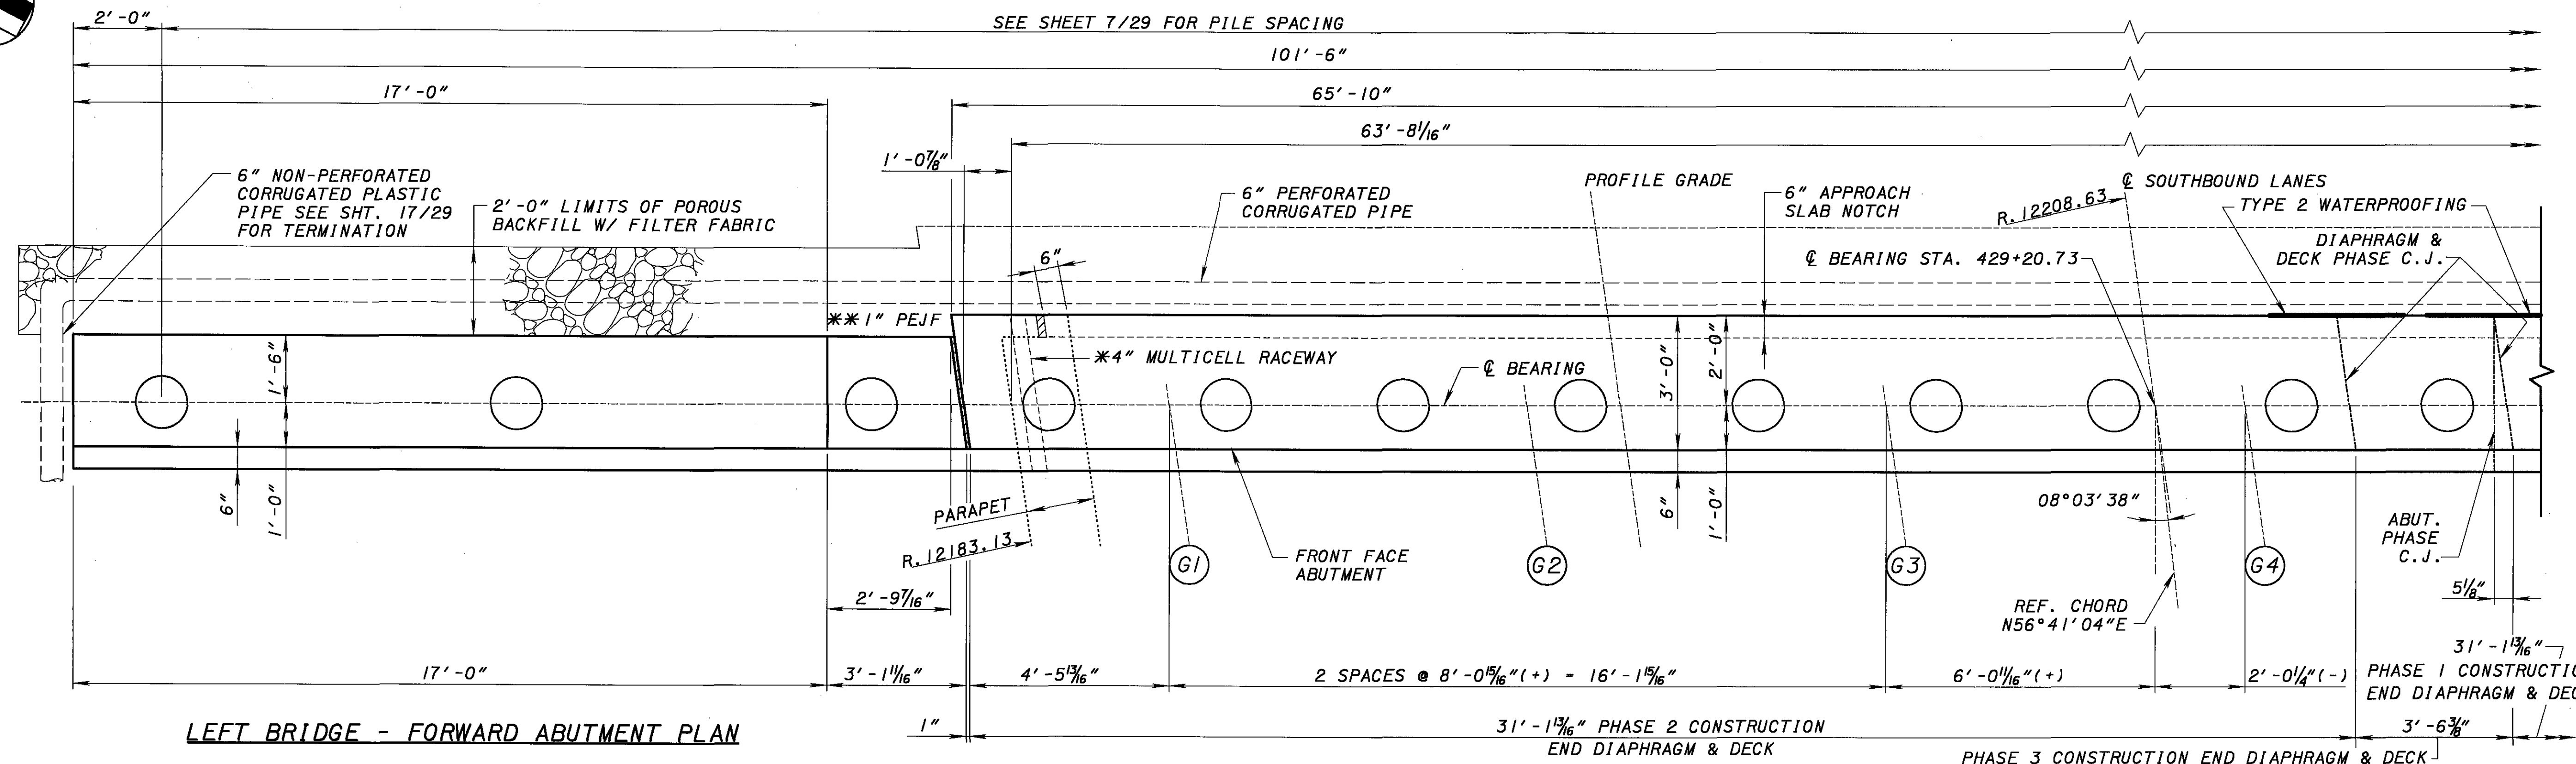 2'-0"
SEE SHEET 7/29 FOR PILE SPACING
101'-6"
17'-0"
65'-10"
63'-8 1/16"
1'-0 7/8"
6" NON-PERFORATED
CORRUGATED PLASTIC
PIPE SEE SHT. 17/29
FOR TERMINATION
2'-0" LIMITS OF POROUS
BACKFILL W/ FILTER FABRIC
6" PERFORATED
CORRUGATED PIPE
PROFILE GRADE
6" APPROACH
SLAB NOTCH
R.12208.63
℄ SOUTHBOUND LANES
TYPE 2 WATERPROOFING
DIAPHRAGM &
DECK PHASE C.J.
℄ BEARING STA. 429+20.73
6"
**1" PEJF
*4" MULTICELL RACEWAY
℄ BEARING
1'-6"
3'-0"
2'-0"
6"
1'-0"
PARAPET
R.12183.13
6"
1'-0"
08°03'38"
FRONT FACE
ABUTMENT
G1
G2
G3
G4
ABUT.
PHASE
C.J.
5 1/8"
2'-9 7/16"
REF. CHORD
N56°41'04"E
17'-0"
3'-1 11/16"
4'-5 13/16"
2 SPACES @ 8'-0 15/16"(+) = 16'-1 15/16"
6'-0 11/16"(+)
2'-0 1/4"(-)
31'-1 13/16"
PHASE 1 CONSTRUCTIO
END DIAPHRAGM & DEC
LEFT BRIDGE - FORWARD ABUTMENT PLAN
1"
31'-1 13/16" PHASE 2 CONSTRUCTION
END DIAPHRAGM & DECK
3'-6 3/8"
PHASE 3 CONSTRUCTION END DIAPHRAGM & DECK